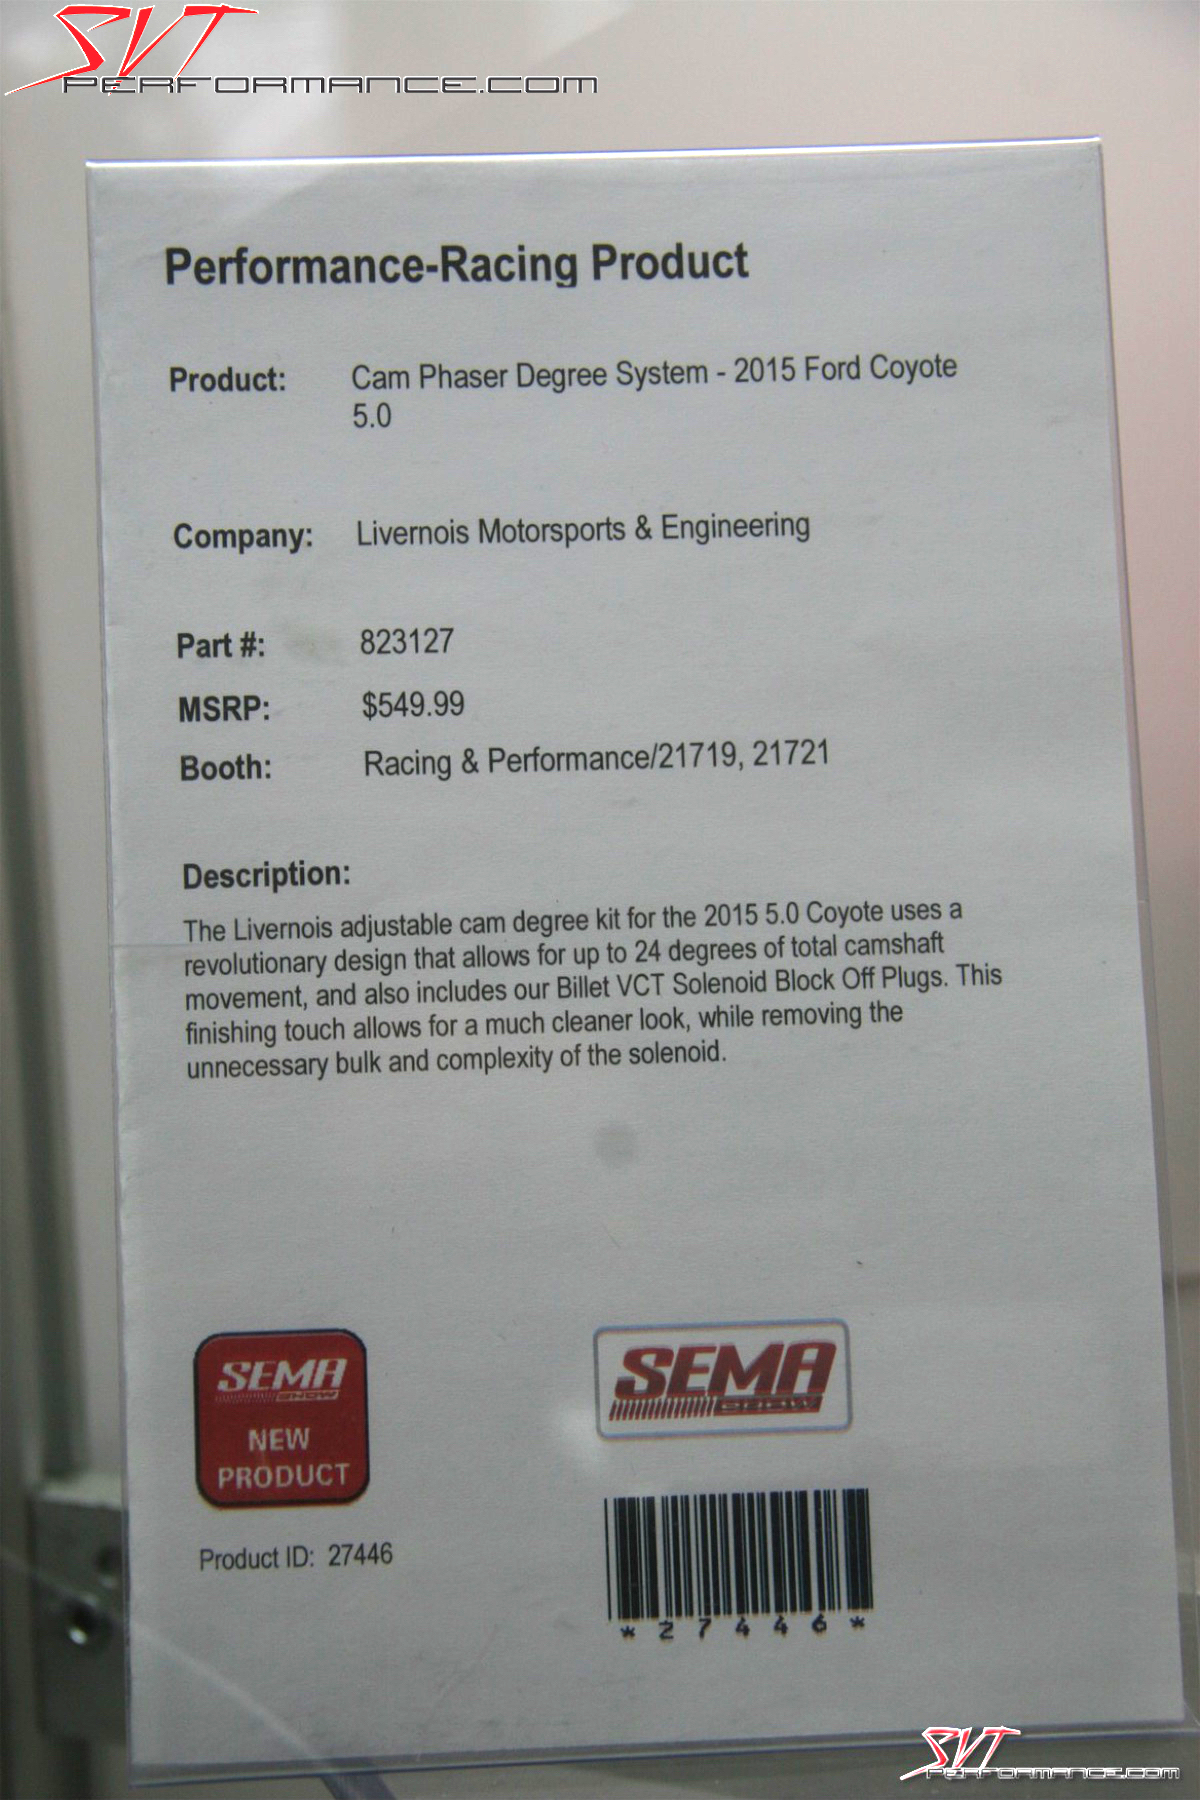 SVT
PERFORMANCE.COM
Performance-Racing Product
Product: Cam Phaser Degree System - 2015 Ford Coyote
5.0
Company: Livernois Motorsports & Engineering
Part #: 823127
MSRP: $549.99
Booth: Racing & Performance/21719, 21721
Description:
The Livernois adjustable cam degree kit for the 2015 5.0 Coyote uses a
revolutionary design that allows for up to 24 degrees of total camshaft
movement, and also includes our Billet VCT Solenoid Block Off Plugs. This
finishing touch allows for a much cleaner look, while removing the
unnecessary bulk and complexity of the solenoid.
SEMA
SHOW
NEW
PRODUCT
SEMA
SHOW
Product ID: 27446
*27446*
SVT
PERFORMANCE.COM